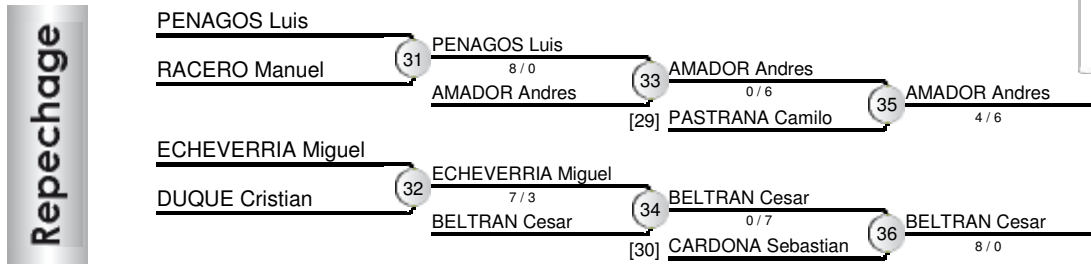 Repechage
PENAGOS Luis
RACERO Manuel
31
PENAGOS Luis
8 / 0
AMADOR Andres
33
AMADOR Andres
0 / 6
[29] PASTRANA Camilo
35
AMADOR Andres
4 / 6
ECHEVERRIA Miguel
DUQUE Cristian
32
ECHEVERRIA Miguel
7 / 3
BELTRAN Cesar
34
BELTRAN Cesar
0 / 7
[30] CARDONA Sebastian
36
BELTRAN Cesar
8 / 0